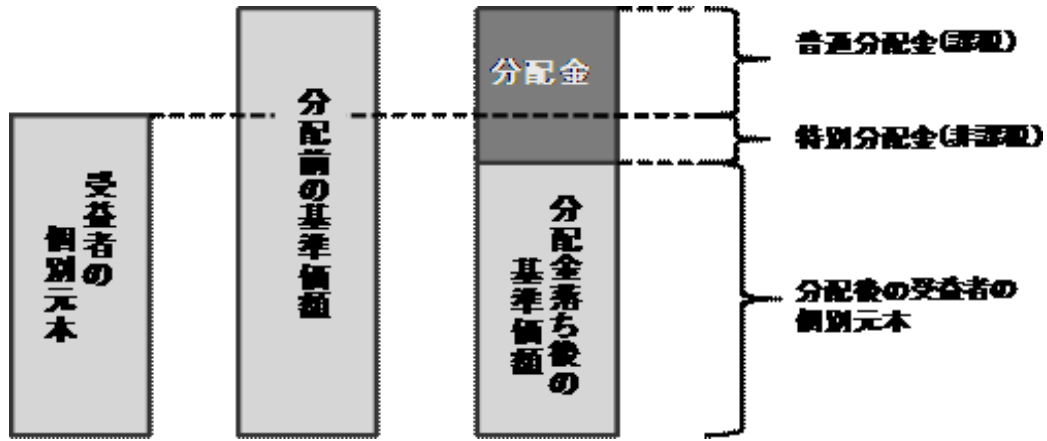 受益者の
個別元本
分配前の基準価額
分配金
分配金落ち後の
基準価額
普通分配金(課税)
特別分配金(非課税)
分配後の受益者の
個別元本